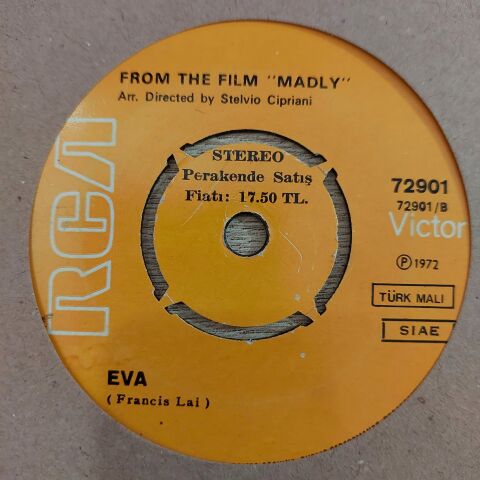 FROM THE FILM "MADLY"
Arr. Directed by Stelvio Cipriani
RCA
STEREO
Perakende Satış
Fiatı: 17.50 TL.
72901
72901/B
Victor
℗ 1972
TÜRK MALI
SIAE
EVA
(Francis Lai)